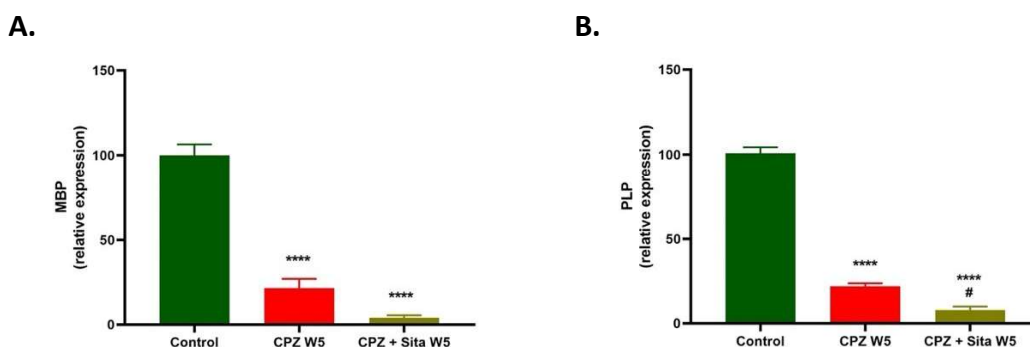 A.
MBP
(relative expression)
150
100
50
0
****
****
Control
CPZ W5
CPZ + Sita W5
B.
PLP
(relative expression)
150
100
50
0
****
****
#
Control
CPZ W5
CPZ + Sita W5